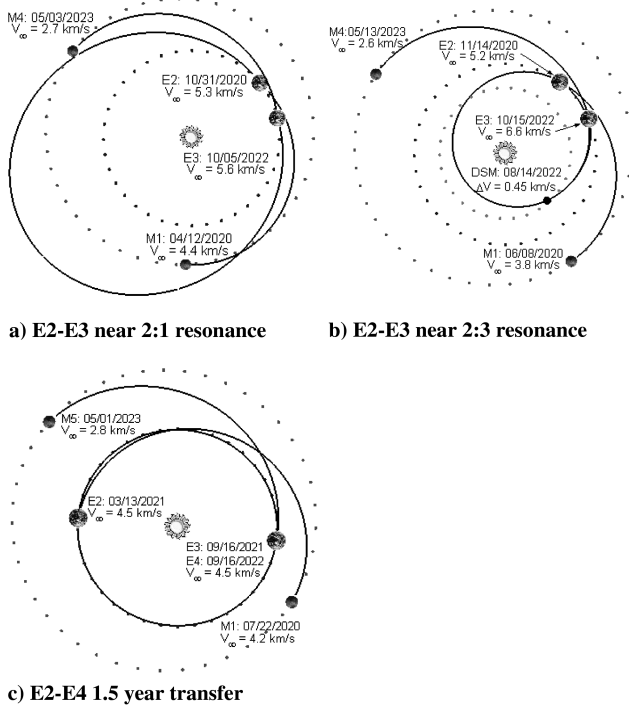 M4: 05/03/2023
V∞ = 2.7 km/s
E2: 10/31/2020
V∞ = 5.3 km/s
E3: 10/05/2022
V∞ = 5.6 km/s
M1: 04/12/2020
V∞ = 4.4 km/s
a) E2-E3 near 2:1 resonance
M4:05/13/2023
V∞ = 2.6 km/s
E2: 11/14/2020
V∞ = 5.2 km/s
E3: 10/15/2022
V∞ = 6.6 km/s
DSM: 08/14/2022
ΔV = 0.45 km/s
M1: 06/08/2020
V∞ = 3.8 km/s
b) E2-E3 near 2:3 resonance
M5: 05/01/2023
V∞ = 2.8 km/s
E2: 03/13/2021
V∞ = 4.5 km/s
E3: 09/16/2021
E4: 09/16/2022
V∞ = 4.5 km/s
M1: 07/22/2020
V∞ = 4.2 km/s
c) E2-E4 1.5 year transfer